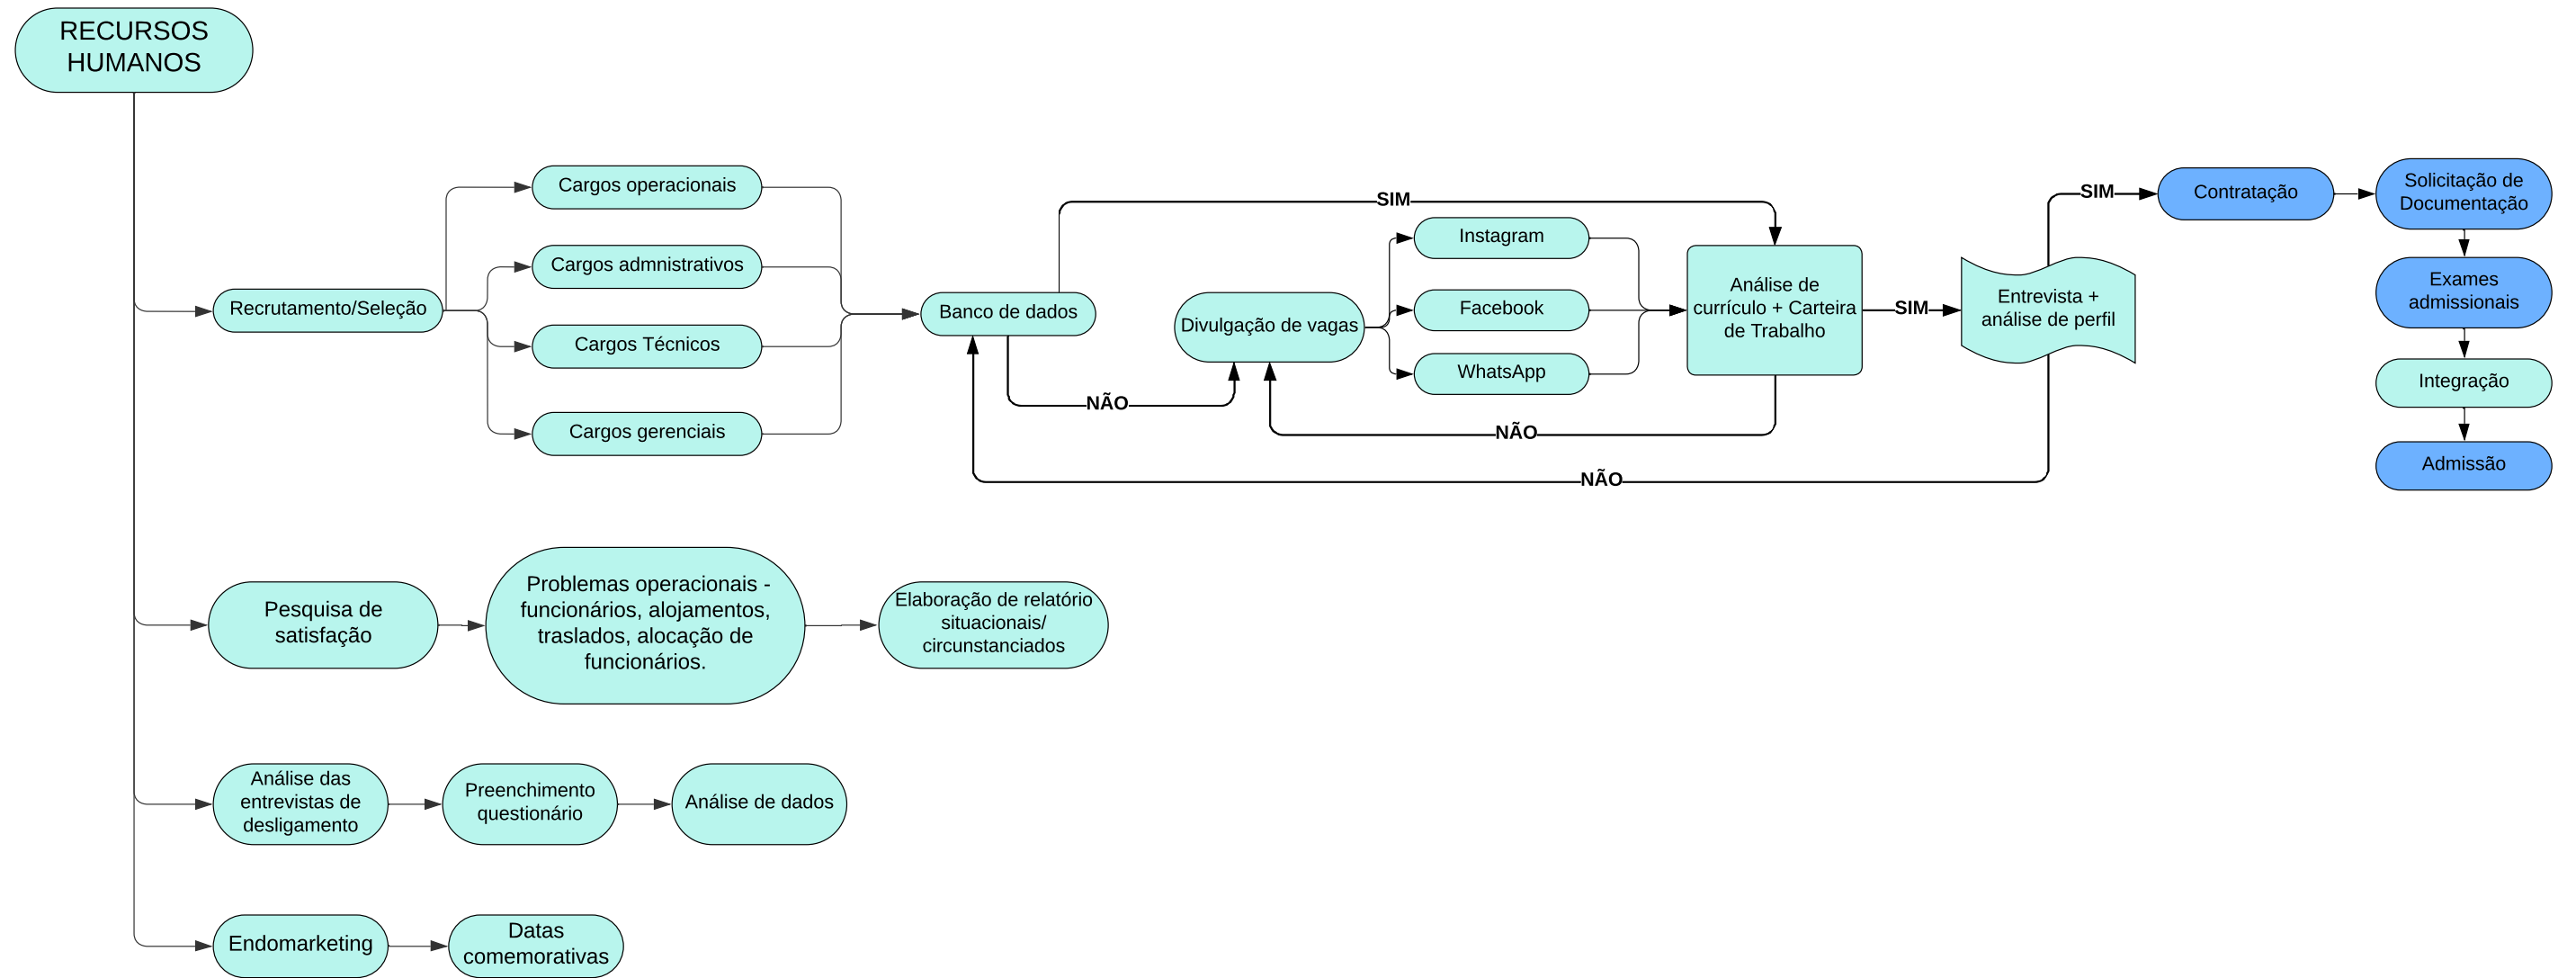 RECURSOS
HUMANOS
Recrutamento/Seleção
Cargos operacionais
Cargos admnistrativos
Cargos Técnicos
Cargos gerenciais
Banco de dados
SIM
NÃO
Divulgação de vagas
Instagram
Facebook
WhatsApp
NÃO
NÃO
Análise de
currículo + Carteira
de Trabalho
SIM
Entrevista +
análise de perfil
SIM
Contratação
Solicitação de
Documentação
Exames
admissionais
Integração
Admissão
Pesquisa de
satisfação
Problemas operacionais -
funcionários, alojamentos,
traslados, alocação de
funcionários.
Elaboração de relatório
situacionais/
circunstanciados
Análise das
entrevistas de
desligamento
Preenchimento
questionário
Análise de dados
Endomarketing
Datas
comemorativas